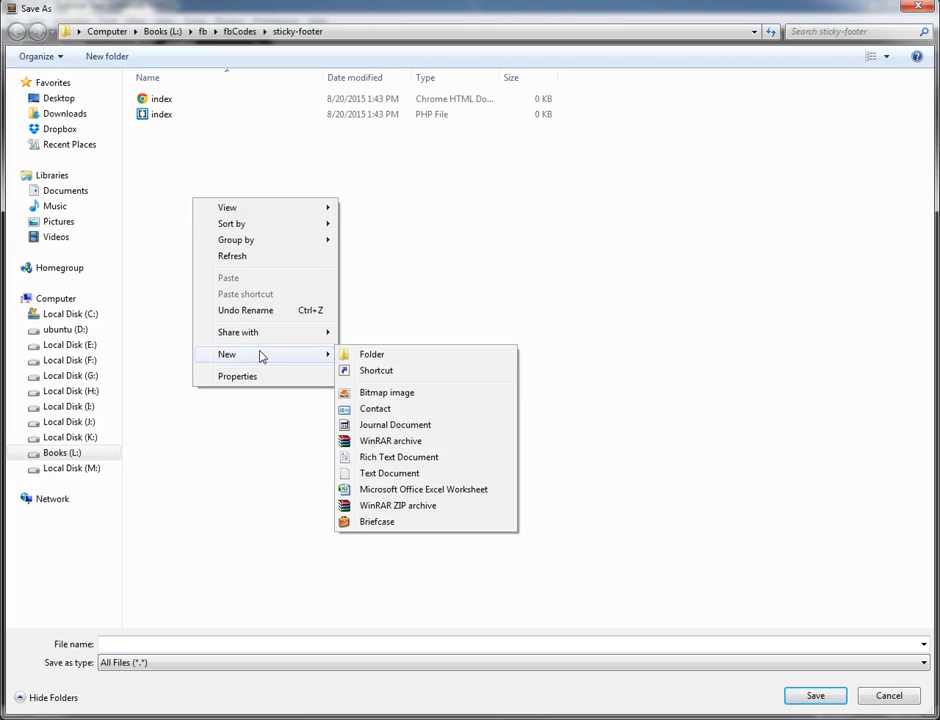 Save As
Computer ▸ Books (L:) ▸ fb ▸ fbCodes ▸ sticky-footer
Search sticky-footer
Organize
New folder
Name
Date modified
Type
Size
index
8/20/2015 1:43 PM
Chrome HTML Do...
0 KB
index
8/20/2015 1:43 PM
PHP File
0 KB
Favorites
Desktop
Downloads
Dropbox
Recent Places
Libraries
Documents
Music
Pictures
Videos
Homegroup
Computer
Local Disk (C:)
ubuntu (D:)
Local Disk (E:)
Local Disk (F:)
Local Disk (G:)
Local Disk (H:)
Local Disk (I:)
Local Disk (J:)
Local Disk (K:)
Books (L:)
Local Disk (M:)
Network
View
Sort by
Group by
Refresh
Paste
Paste shortcut
Undo Rename Ctrl+Z
Share with
New
Properties
Folder
Shortcut
Bitmap image
Contact
Journal Document
WinRAR archive
Rich Text Document
Text Document
Microsoft Office Excel Worksheet
WinRAR ZIP archive
Briefcase
File name:
Save as type: All Files (*.*)
Hide Folders
Save
Cancel